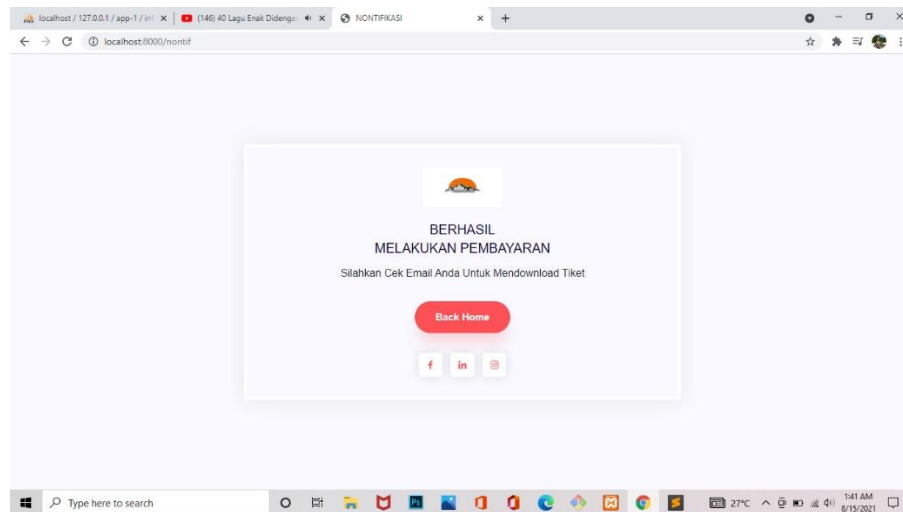 localhost / 127.0.0.1 / app-1 / in
(146) 40 Lagu Enak Didenga
NONTIFIKASI
localhost:8000/nontif
BERHASIL
MELAKUKAN PEMBAYARAN
Silahkan Cek Email Anda Untuk Mendownload Tiket
Back Home
f in
Type here to search
Ps
27°C
1:41 AM
8/15/2021